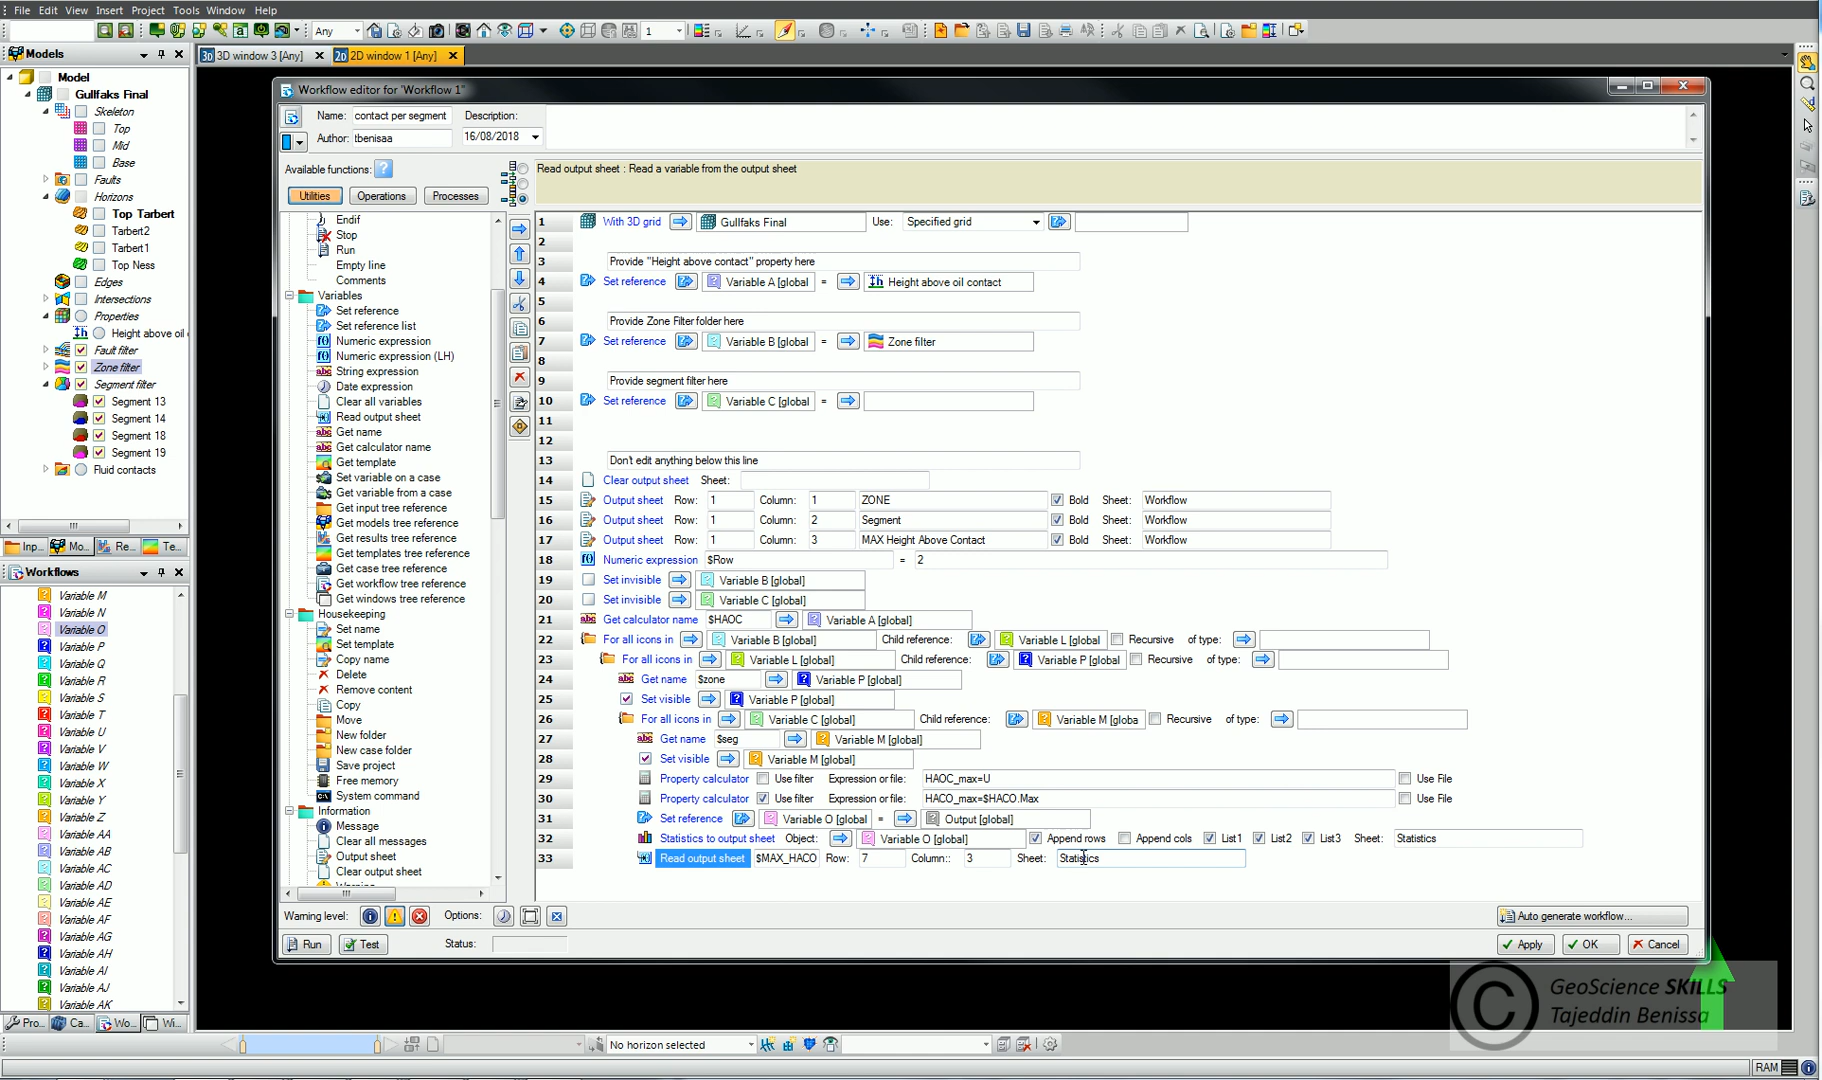 File Edit View Insert Project Tools Window Help
Any 1
Models
3D window 3 [Any] 2D window 1 [Any]
Model
Gullfaks Final
Skeleton
Top
Mid
Base
Faults
Horizons
Top Tarbert
Tarbert2
Tarbert1
Top Ness
Edges
Intersections
Properties
Height above oil
Fault filter
Zone filter
Segment filter
Segment 13
Segment 14
Segment 18
Segment 19
Fluid contacts
Inp... Mo... Re... Te...
Workflows
Variable M
Variable N
Variable O
Variable P
Variable Q
Variable R
Variable S
Variable T
Variable U
Variable V
Variable W
Variable X
Variable Y
Variable Z
Variable AA
Variable AB
Variable AC
Variable AD
Variable AE
Variable AF
Variable AG
Variable AH
Variable AI
Variable AJ
Variable AK
Pro... Ca... Wo... Wi...
Workflow editor for 'Workflow 1'
Name: contact per segment Description:
Author: tbenisaa 16/08/2018
Available functions:
Utilities Operations Processes
Read output sheet : Read a variable from the output sheet
Endif
Stop
Run
Empty line
Comments
Variables
Set reference
Set reference list
Numeric expression
Numeric expression (LH)
String expression
Date expression
Clear all variables
Read output sheet
Get name
Get calculator name
Get template
Set variable on a case
Get variable from a case
Get input tree reference
Get models tree reference
Get results tree reference
Get templates tree reference
Get case tree reference
Get workflow tree reference
Get windows tree reference
Housekeeping
Set name
Set template
Copy name
Delete
Remove content
Copy
Move
New folder
New case folder
Save project
Free memory
System command
Information
Message
Clear all messages
Output sheet
Clear output sheet
1 With 3D grid Gullfaks Final Use: Specified grid
2
3 Provide "Height above contact" property here
4 Set reference Variable A [global = Height above oil contact
5
6 Provide Zone Filter folder here
7 Set reference Variable B [global = Zone filter
8
9 Provide segment filter here
10 Set reference Variable C [global =
11
12
13 Don't edit anything below this line
14 Clear output sheet Sheet:
15 Output sheet Row: 1 Column: 1 ZONE Bold Sheet: Workflow
16 Output sheet Row: 1 Column: 2 Segment Bold Sheet: Workflow
17 Output sheet Row: 1 Column: 3 MAX Height Above Contact Bold Sheet: Workflow
18 Numeric expression $Row = 2
19 Set invisible Variable B [global]
20 Set invisible Variable C [global]
21 Get calculator name $HAOC Variable A [global]
22 For all icons in Variable B [global] Child reference: Variable L [global] Recursive of type:
23 For all icons in Variable L [global] Child reference: Variable P [global Recursive of type:
24 Get name $zone Variable P [global]
25 Set visible Variable P [global]
26 For all icons in Variable C [global] Child reference: Variable M [globa Recursive of type:
27 Get name $seg Variable M [global]
28 Set visible Variable M [global]
29 Property calculator Use filter Expression or file: HAOC_max=U Use File
30 Property calculator Use filter Expression or file: HACO_max=$HACO.Max Use File
31 Set reference Variable O [global = Output [global]
32 Statistics to output sheet Object: Variable O [global] Append rows Append cols List1 List2 List3 Sheet: Statistics
33 Read output sheet $MAX_HACO Row: 7 Column:: 3 Sheet: Statistics
Warning level: Options:
Auto generate workflow...
Run Test Status:
Apply OK Cancel
© GeoScience SKILLS
Tajeddin Benissa
No horizon selected
RAM